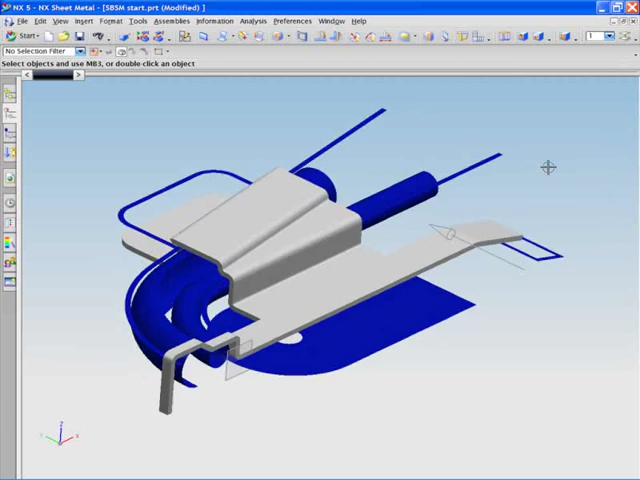 NX 5 - NX Sheet Metal - [SBSM start.prt (Modified) ]
File Edit View Insert Format Tools Assemblies Information Analysis Preferences Window Help
Start
1
No Selection Filter
Select objects and use MB3, or double-click an object
Z
X
Y